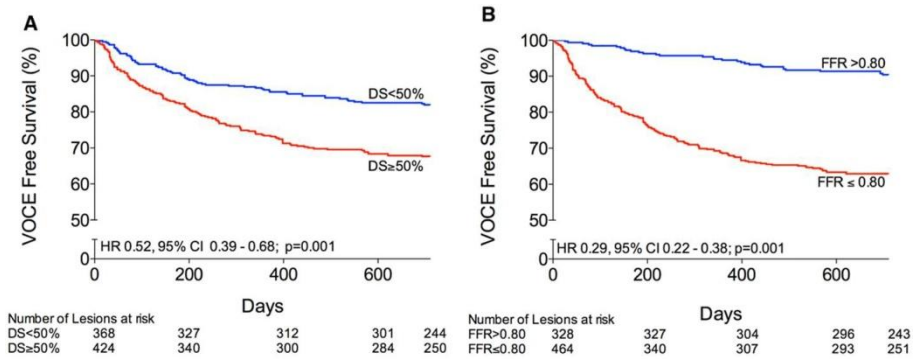 A
VOCE Free Survival (%)
100
90
80
70
60
50
DS<50%
DS≥50%
HR 0.52, 95% CI 0.39 - 0.68; p=0.001
0 200 400 600
Days
Number of Lesions at risk
DS<50% 368 327 312 301 244
DS≥50% 424 340 300 284 250
B
VOCE Free Survival (%)
100
90
80
70
60
50
FFR >0.80
FFR ≤ 0.80
HR 0.29, 95% CI 0.22 - 0.38; p=0.001
0 200 400 600
Days
Number of Lesions at risk
FFR>0.80 328 327 304 296 243
FFR≤0.80 464 340 307 293 251